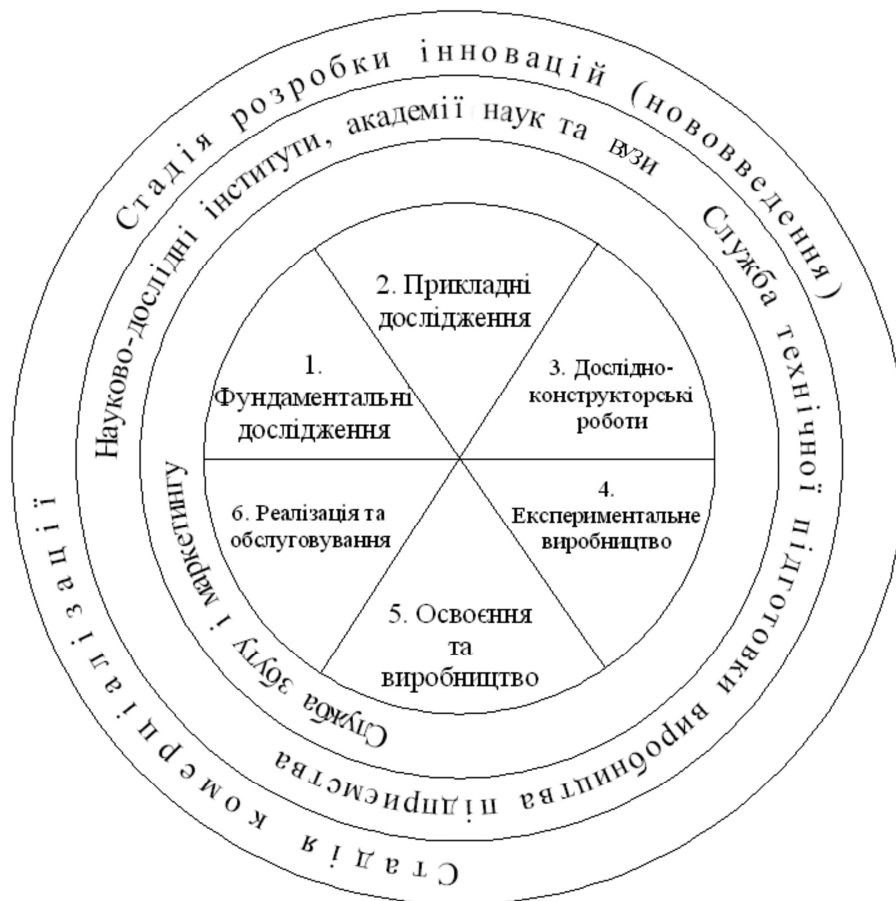 Стадія розробки інновацій (нововведення)
Науково-дослідні інститути, академії наук та вузи
Служба технічної підготовки виробництва підприємства
Служба збуту і маркетингу
Стадія комерціалізації
1.
Фундаментальні
дослідження
2. Прикладні
дослідження
3. Дослідно-
конструкторські
роботи
4.
Експериментальне
виробництво
5. Освоєння
та
виробництво
6. Реалізація та
обслуговування